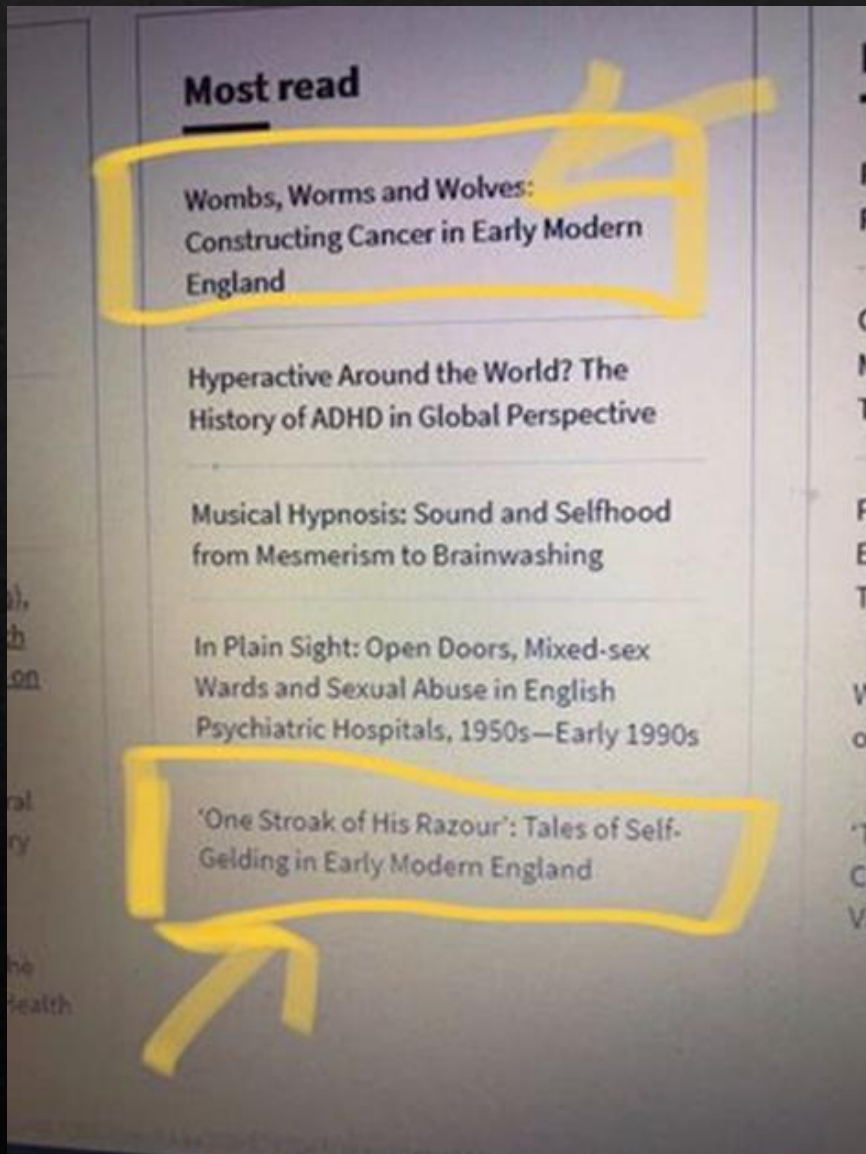 Most read
Wombs, Worms and Wolves:
Constructing Cancer in Early Modern
England
Hyperactive Around the World? The
History of ADHD in Global Perspective
Musical Hypnosis: Sound and Selfhood
from Mesmerism to Brainwashing
In Plain Sight: Open Doors, Mixed-sex
Wards and Sexual Abuse in English
Psychiatric Hospitals, 1950s—Early 1990s
‘One Stroak of His Razour’: Tales of Self-
Gelding in Early Modern England
on